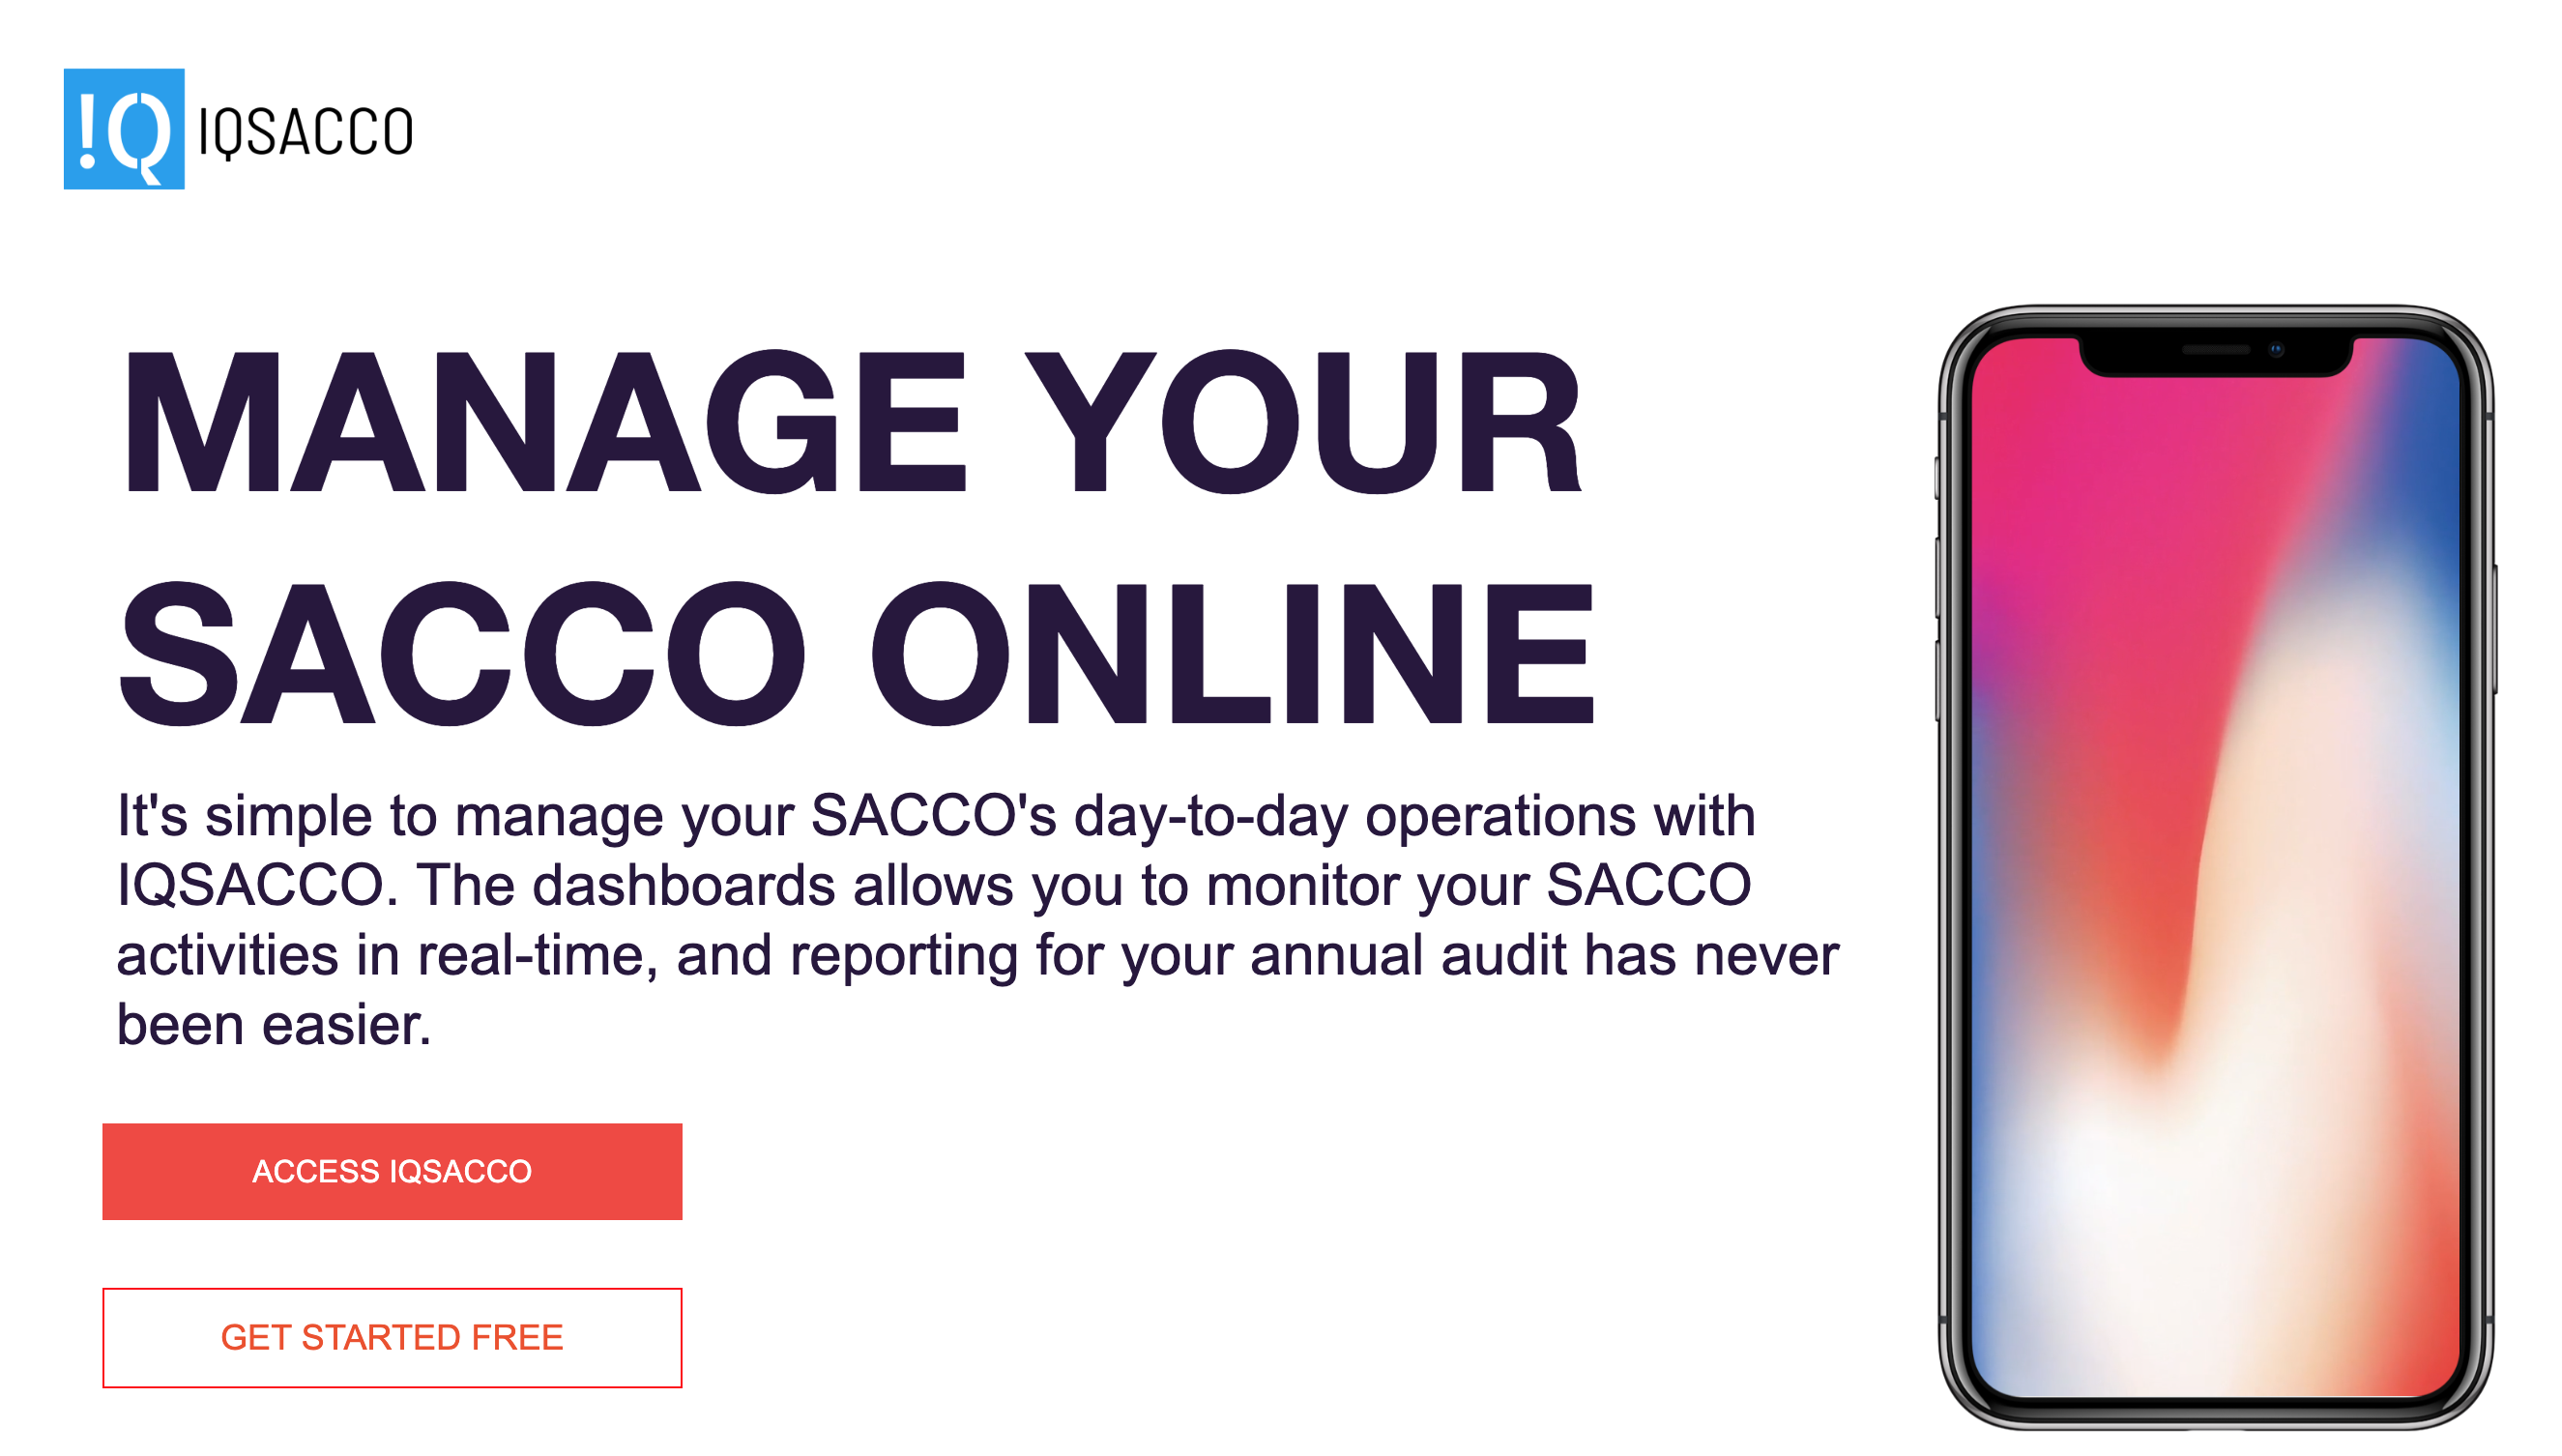 !Q IQSACCO
MANAGE YOUR
SACCO ONLINE
It's simple to manage your SACCO's day-to-day operations with
IQSACCO. The dashboards allows you to monitor your SACCO
activities in real-time, and reporting for your annual audit has never
been easier.
ACCESS IQSACCO
GET STARTED FREE